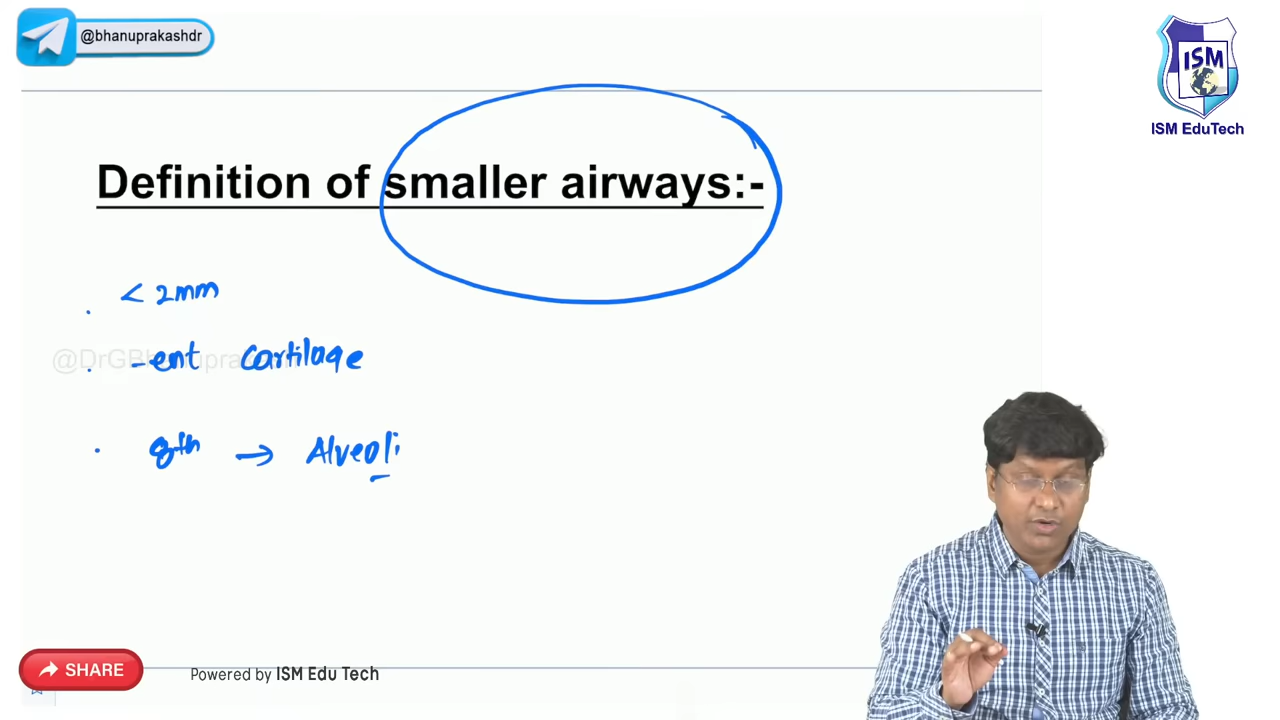 @bhanuprakashdr
ISM
ISM EduTech
Definition of smaller airways:-
. < 2mm
@DrGBhanuprakash
. -ent cartilage
. 8th → Alveoli
SHARE
Powered by ISM Edu Tech